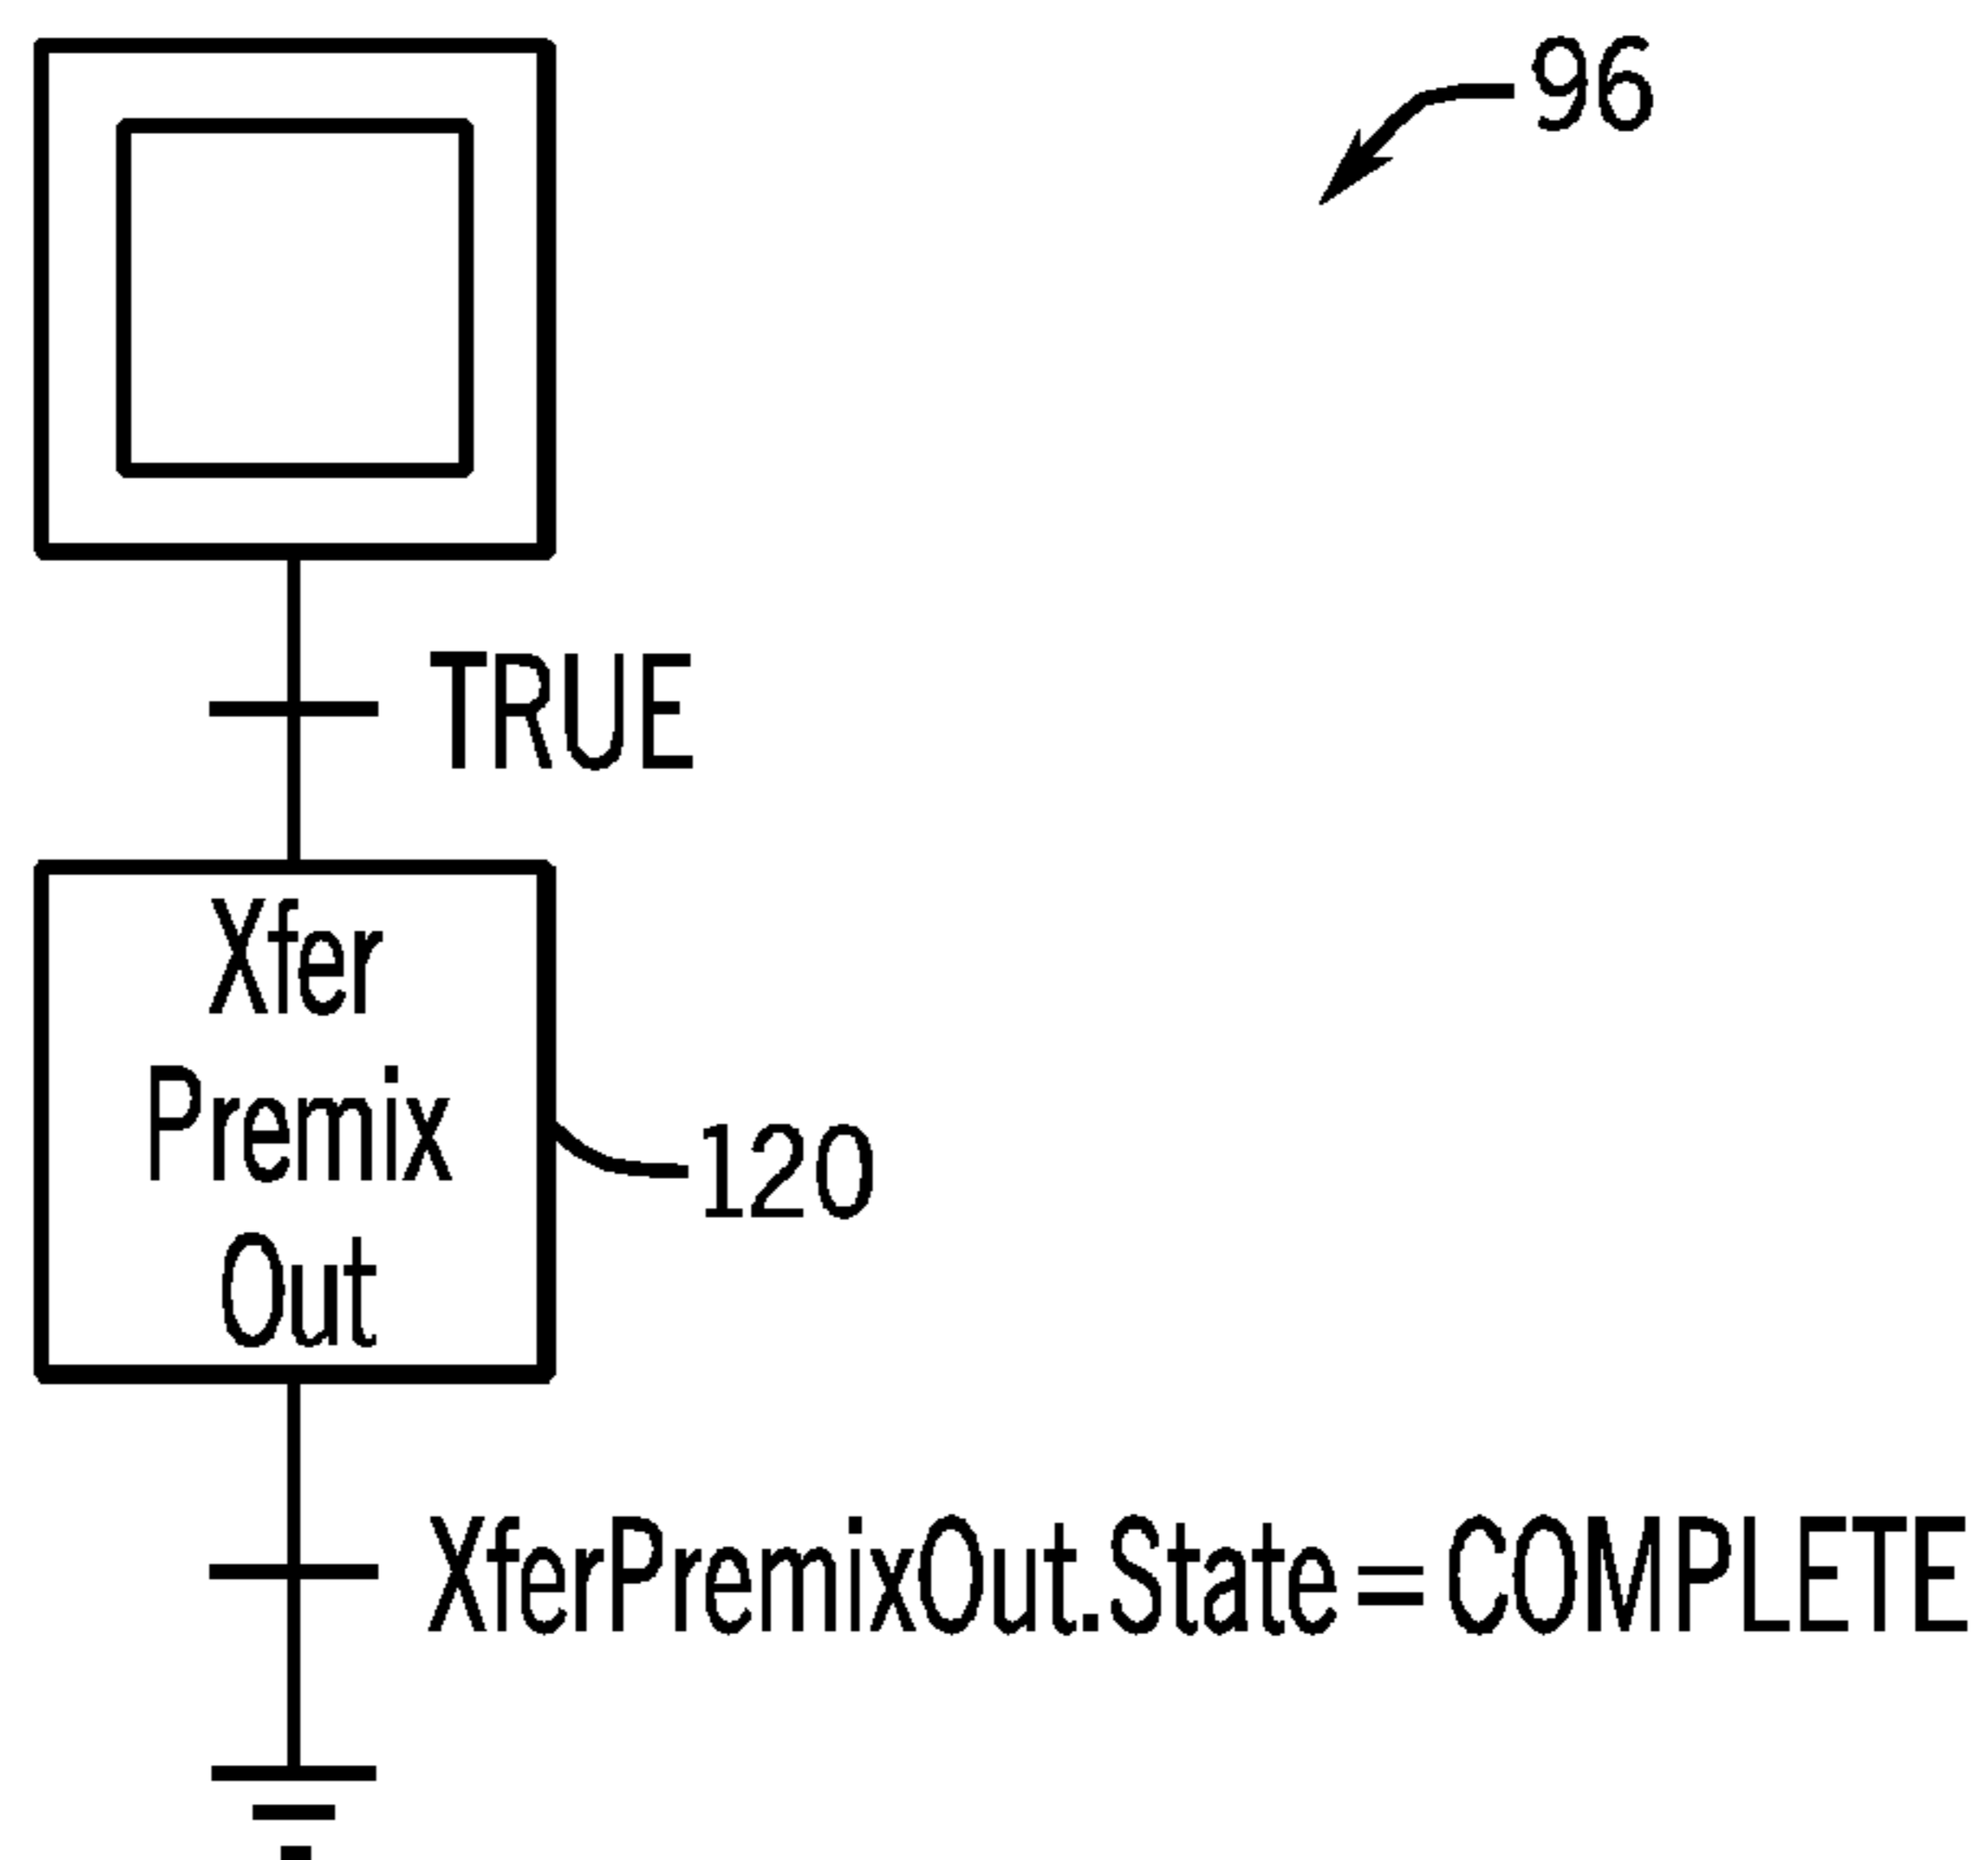 96
TRUE
Xfer
Premix
Out
120
XferPremixOut.State = COMPLETE